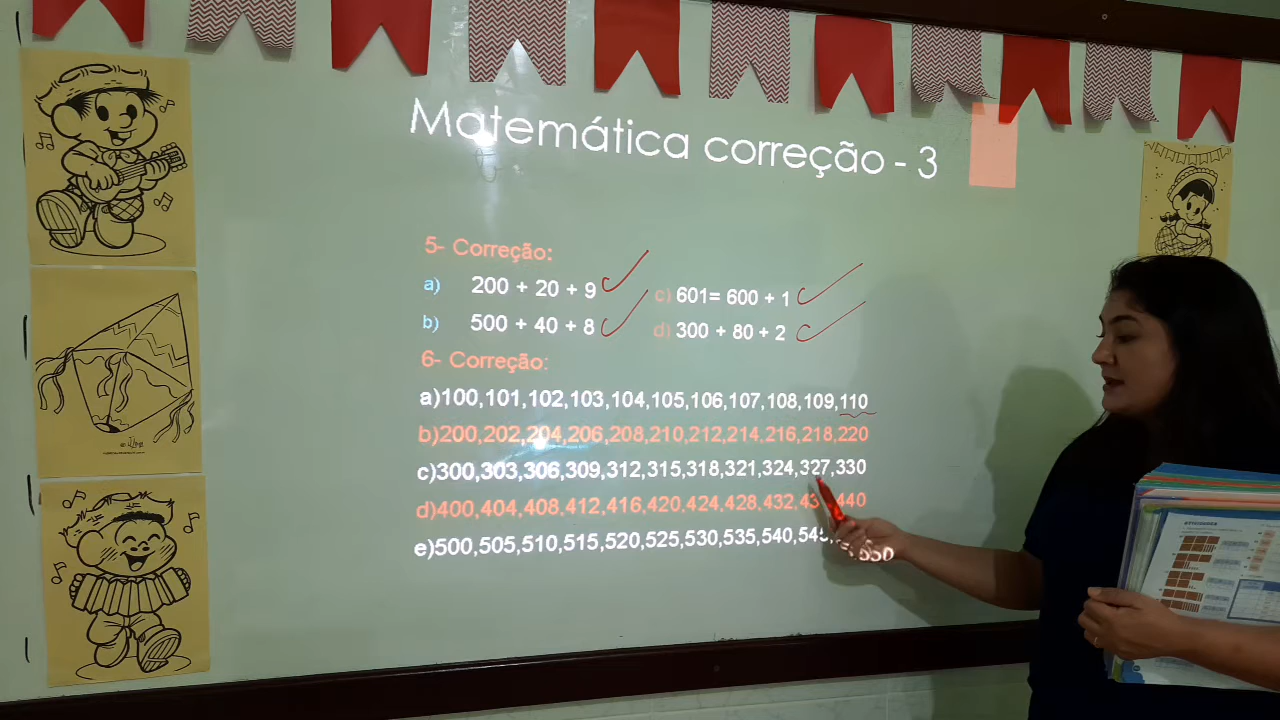 Matemática correção - 3
5- Correção:
a) 200 + 20 + 9
c) 601= 600 + 1
b) 500 + 40 + 8
d) 300 + 80 + 2
6- Correção:
a)100,101,102,103,104,105,106,107,108,109,110
b)200,202,204,206,208,210,212,214,216,218,220
c)300,303,306,309,312,315,318,321,324,327,330
d)400,404,408,412,416,420,424,428,432, 440
e)500,505,510,515,520,525,530,535,540,545